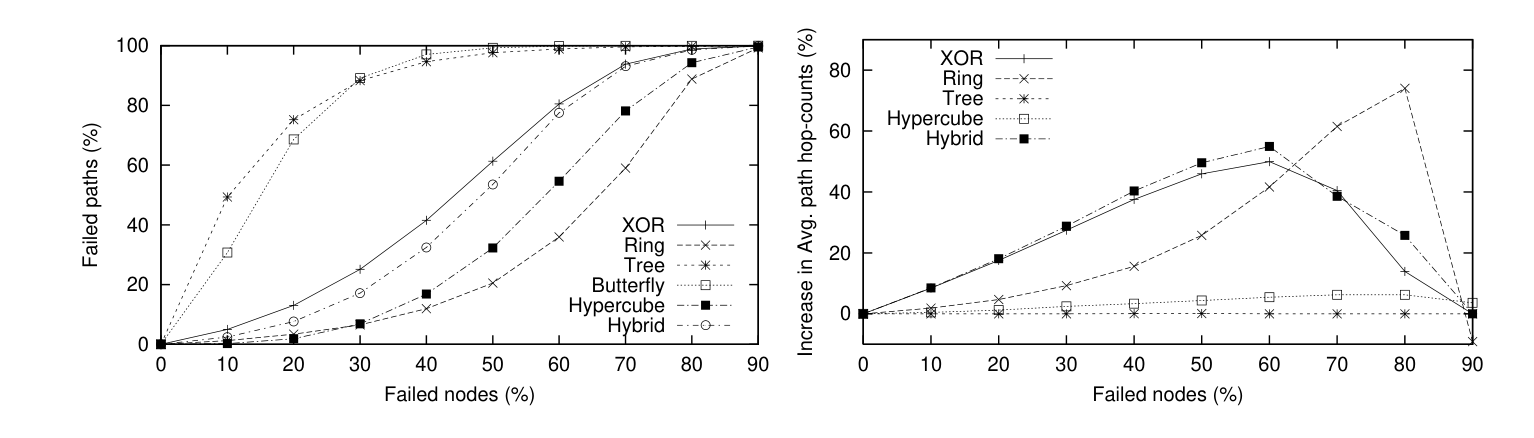 Failed paths (%)
100
80
60
40
20
0
XOR
Ring
Tree
Butterfly
Hypercube
Hybrid
0 10 20 30 40 50 60 70 80 90
Failed nodes (%)
Increase in Avg. path hop-counts (%)
80
60
40
20
0
XOR
Ring
Tree
Hypercube
Hybrid
0 10 20 30 40 50 60 70 80 90
Failed nodes (%)